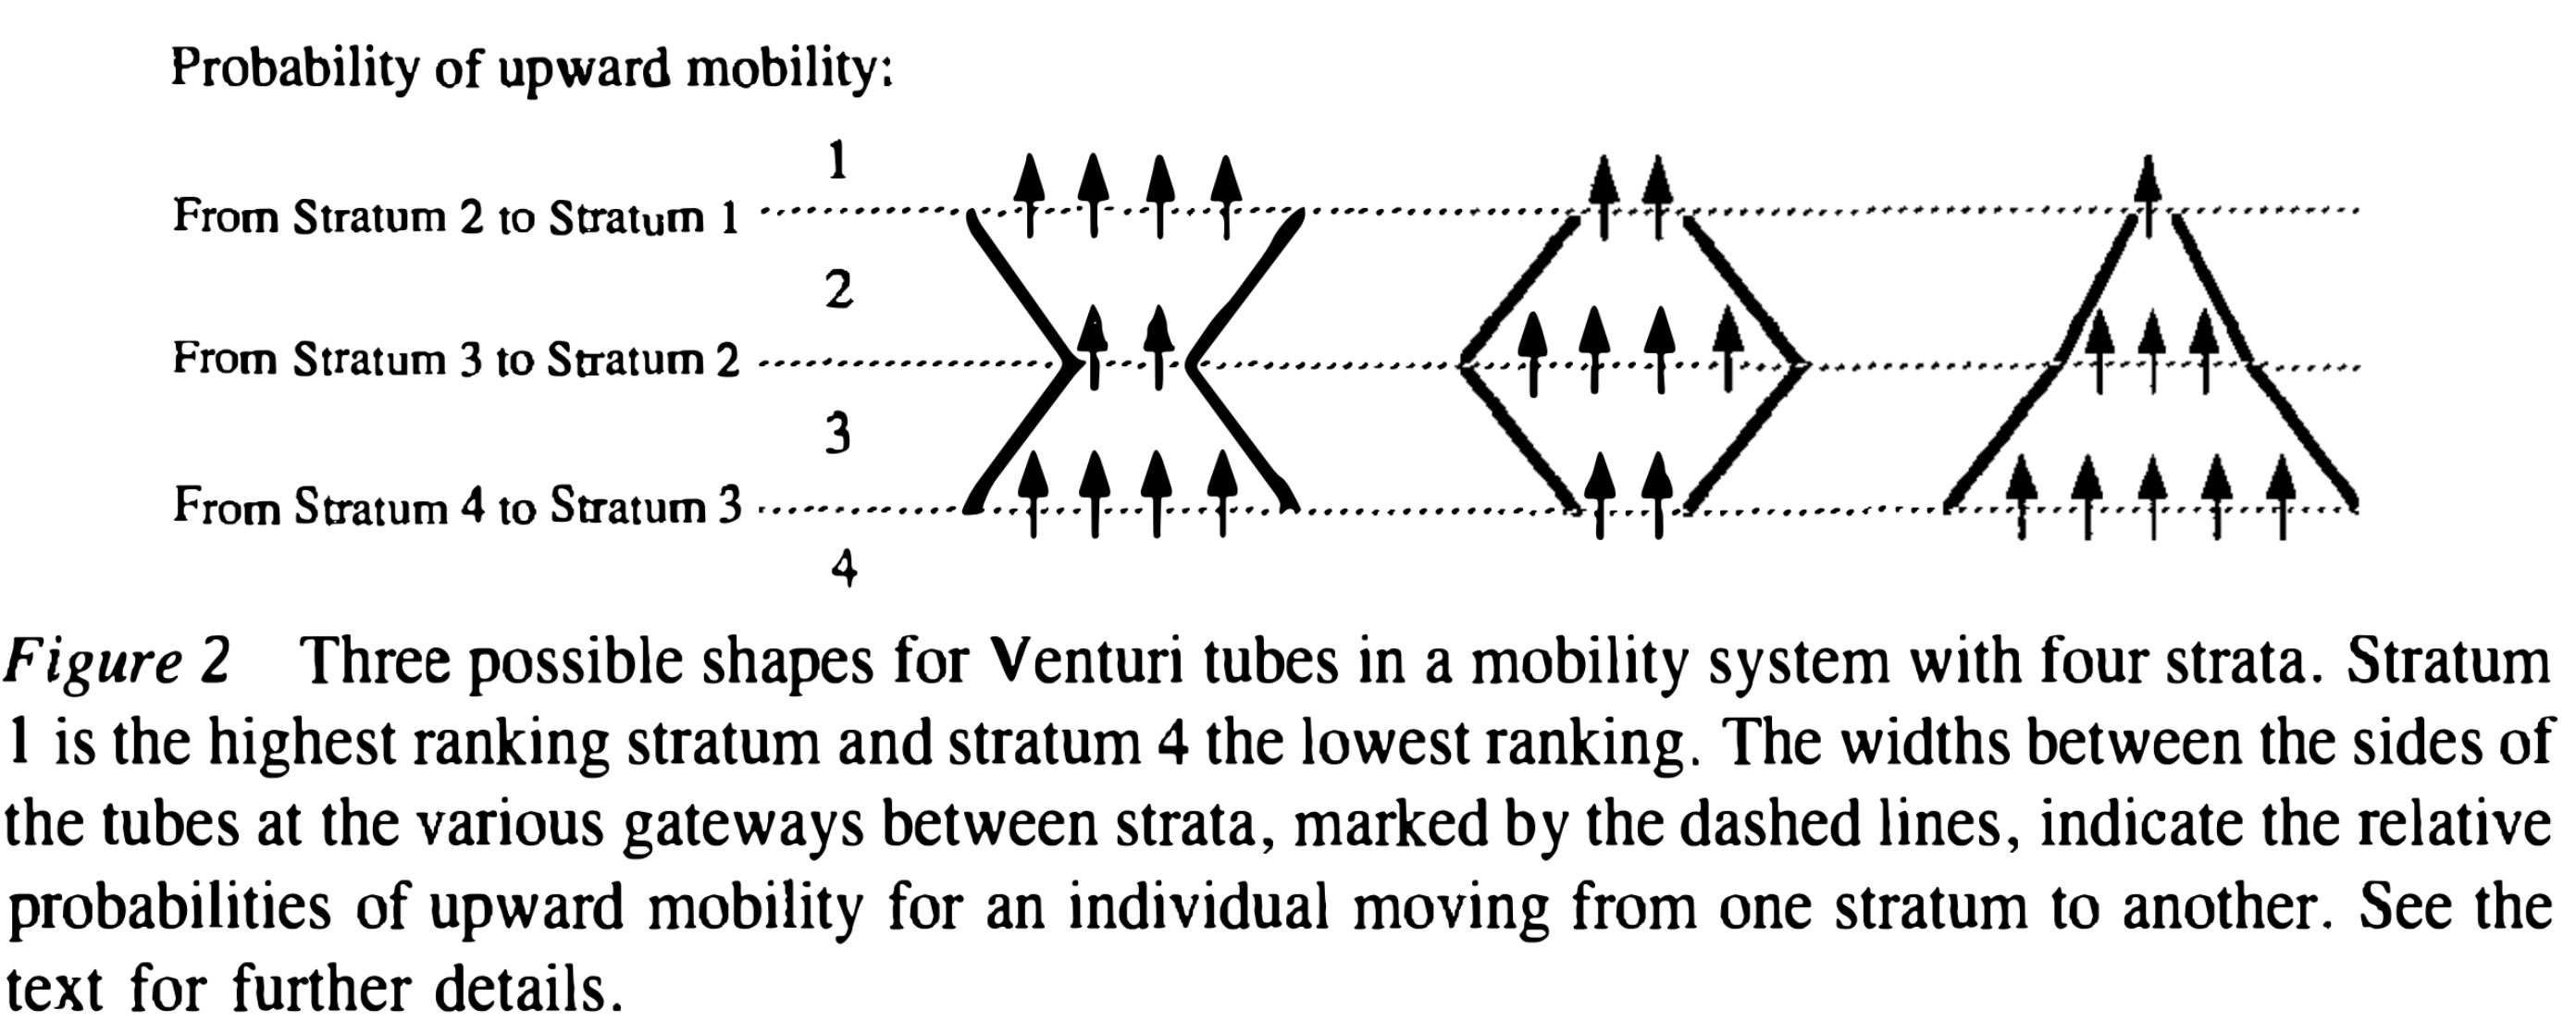 Probability of upward mobility:
1
From Stratum 2 to Stratum 1
2
From Stratum 3 to Stratum 2
3
From Stratum 4 to Stratum 3
4
Figure 2 Three possible shapes for Venturi tubes in a mobility system with four strata. Stratum
1 is the highest ranking stratum and stratum 4 the lowest ranking. The widths between the sides of
the tubes at the various gateways between strata, marked by the dashed lines, indicate the relative
probabilities of upward mobility for an individual moving from one stratum to another. See the
text for further details.